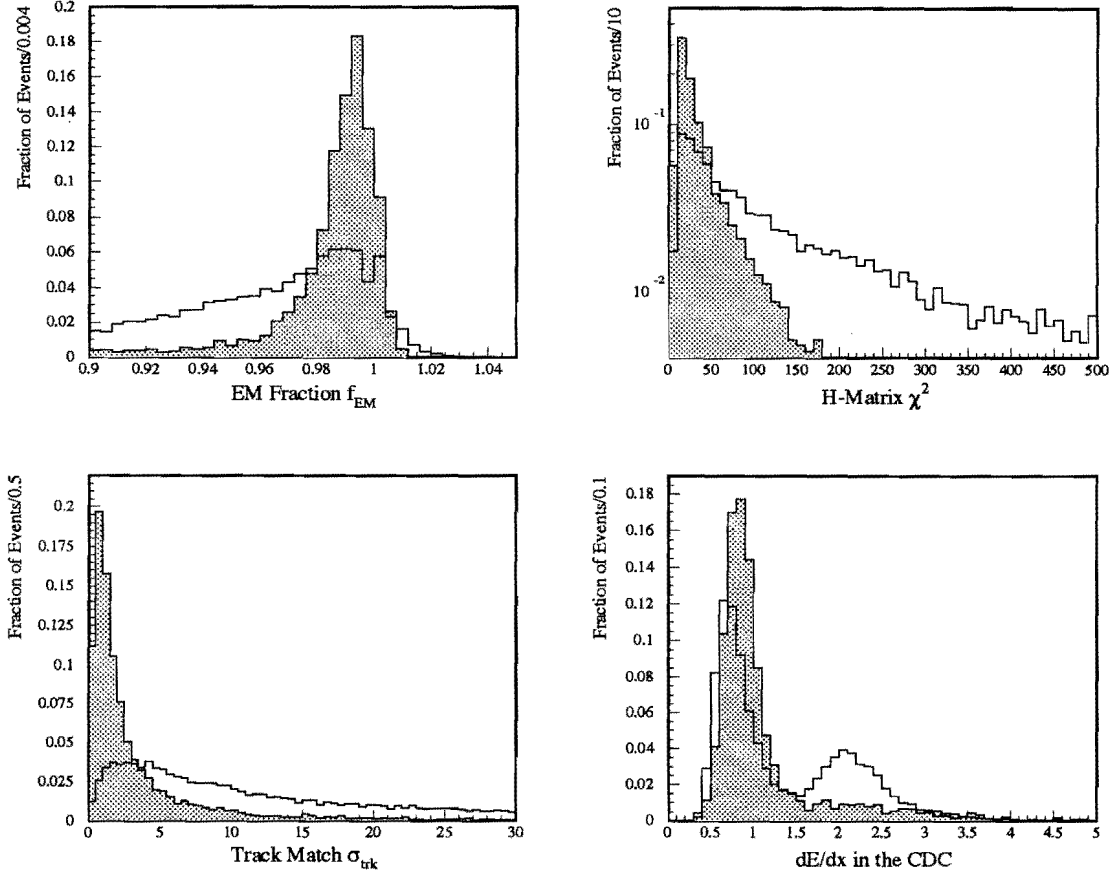 Fraction of Events/0.004
0.2
0.18
0.16
0.14
0.12
0.1
0.08
0.06
0.04
0.02
0
0.9 0.92 0.94 0.96 0.98 1 1.02 1.04
EM Fraction f_EM
Fraction of Events/10
10⁻¹
10⁻²
0 50 100 150 200 250 300 350 400 450 500
H-Matrix χ²
Fraction of Events/0.5
0.2
0.175
0.15
0.125
0.1
0.075
0.05
0.025
0
0 5 10 15 20 25 30
Track Match σ_trk
Fraction of Events/0.1
0.18
0.16
0.14
0.12
0.1
0.08
0.06
0.04
0.02
0
0 0.5 1 1.5 2 2.5 3 3.5 4 4.5 5
dE/dx in the CDC